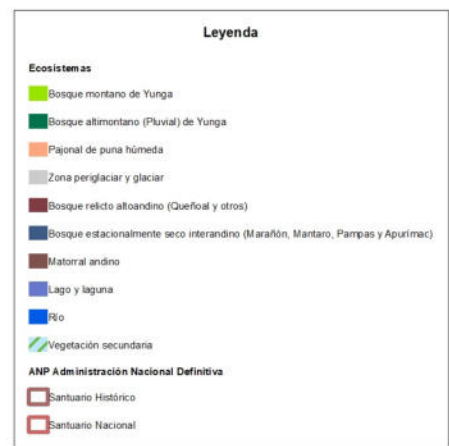 Leyenda
Ecosistemas
Bosque montano de Yunga
Bosque altimontano (Pluvial) de Yunga
Pajonal de puna húmeda
Zona periglaciar y glaciar
Bosque relicto altoandino (Queñoal y otros)
Bosque estacionalmente seco interandino (Marañón, Mantaro, Pampas y Apurímac)
Matorral andino
Lago y laguna
Río
Vegetación secundaria
ANP Administración Nacional Definitiva
Santuario Histórico
Santuario Nacional